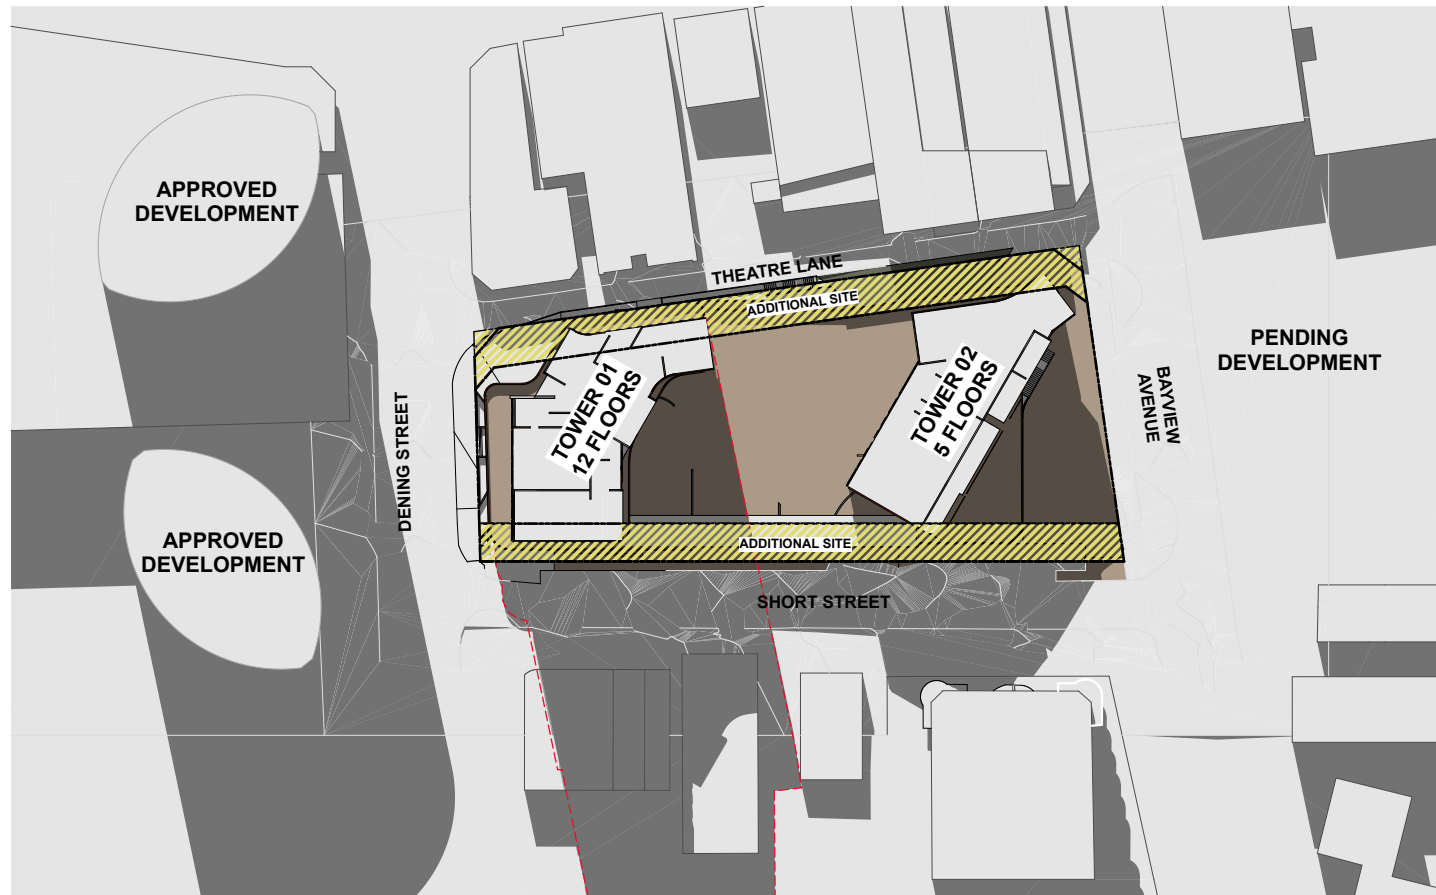 APPROVED
DEVELOPMENT
THEATRE LANE
ADDITIONAL SITE
PENDING
DEVELOPMENT
TOWER 01
12 FLOORS
TOWER 02
5 FLOORS
BAYVIEW
AVENUE
DENING STREET
APPROVED
DEVELOPMENT
ADDITIONAL SITE
SHORT STREET